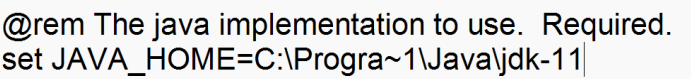 @rem The java implementation to use.  Required.
set JAVA_HOME=C:\Progra~1\Java\jdk-11